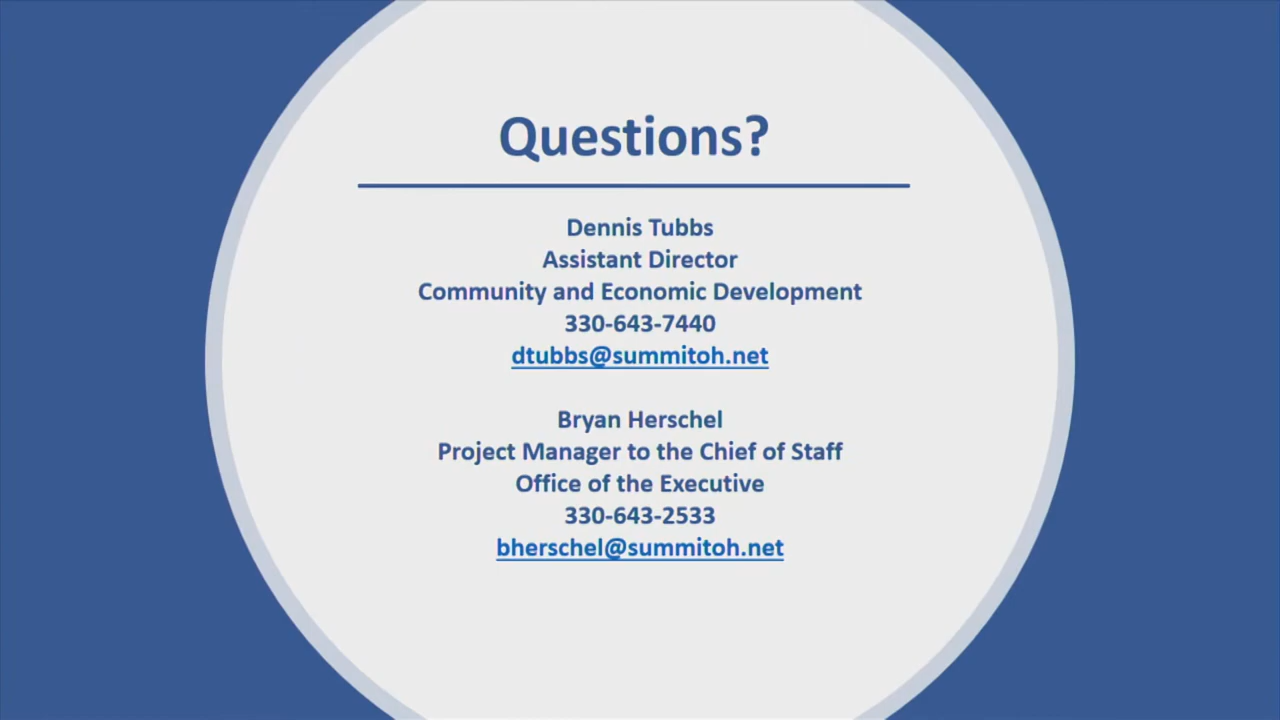 Questions?
Dennis Tubbs
Assistant Director
Community and Economic Development
330-643-7440
dtubbs@summitoh.net
Bryan Herschel
Project Manager to the Chief of Staff
Office of the Executive
330-643-2533
bherschel@summitoh.net